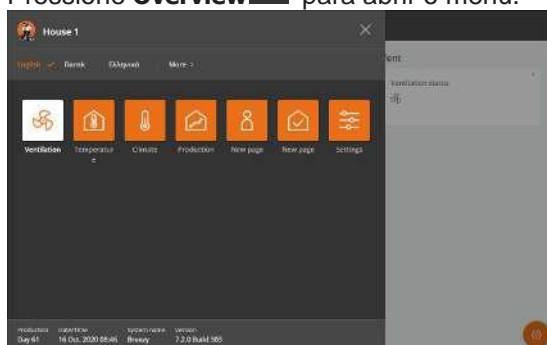 Pressione Overview para abrir o menu.
House 1
English Dansk Ελληνικά More >
Ventilation status
Ventilation Temperatur
e
Climate Production New page New page Settings
Production Date/time System name Version
Day 61 16 Oct. 2020 08:46 Breezy 7.2.0 Build 303